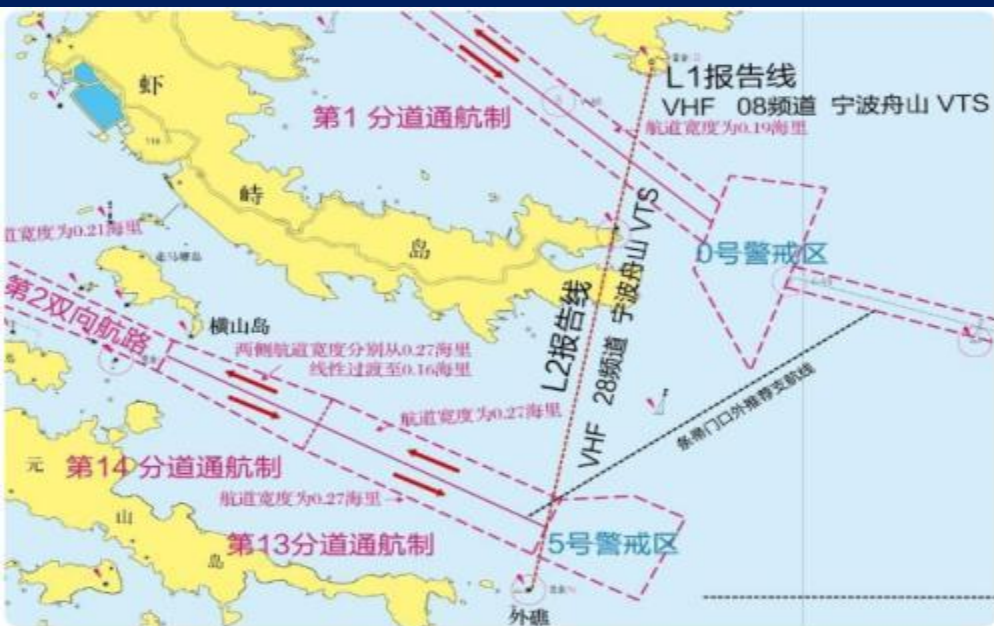 L1报告线
VHF 08频道 宁波舟山 VTS
虾
峙
岛
第1 分道通航制
航道宽度为0.19海里
0号警戒区
道宽度为0.21海里
走马塘岛
第2双向航路
横山岛
两侧航道宽度分别从0.27海里
线性过渡至0.16海里
航道宽度为0.27海里
L2报告线
VHF 28频道 宁波舟山 VTS
条帚门口外推荐支航线
元
山
岛
第14 分道通航制
航道宽度为0.27海里
第13分道通航制
5号警戒区
外礁